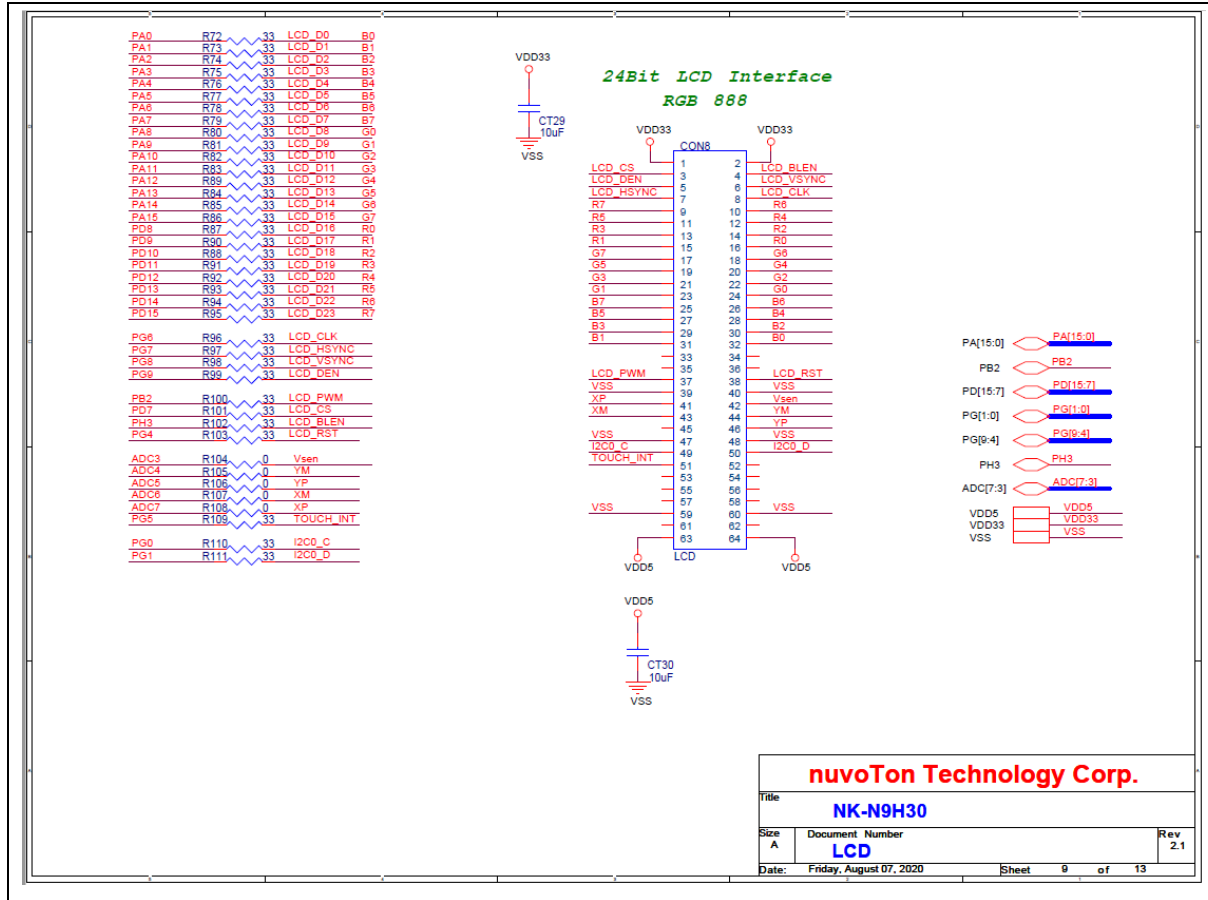 PA0 R72 33 LCD_D0 B0
PA1 R73 33 LCD_D1 B1
PA2 R74 33 LCD_D2 B2
PA3 R75 33 LCD_D3 B3
PA4 R76 33 LCD_D4 B4
PA5 R77 33 LCD_D5 B5
PA6 R78 33 LCD_D6 B6
PA7 R79 33 LCD_D7 B7
PA8 R80 33 LCD_D8 G0
PA9 R81 33 LCD_D9 G1
PA10 R82 33 LCD_D10 G2
PA11 R83 33 LCD_D11 G3
PA12 R89 33 LCD_D12 G4
PA13 R84 33 LCD_D13 G5
PA14 R85 33 LCD_D14 G6
PA15 R86 33 LCD_D15 G7
PD8 R87 33 LCD_D16 R0
PD9 R90 33 LCD_D17 R1
PD10 R88 33 LCD_D18 R2
PD11 R91 33 LCD_D19 R3
PD12 R92 33 LCD_D20 R4
PD13 R93 33 LCD_D21 R5
PD14 R94 33 LCD_D22 R6
PD15 R95 33 LCD_D23 R7
PG6 R96 33 LCD_CLK
PG7 R97 33 LCD_HSYNC
PG8 R98 33 LCD_VSYNC
PG9 R99 33 LCD_DEN
PB2 R100 33 LCD_PWM
PD7 R101 33 LCD_CS
PH3 R102 33 LCD_BLEN
PG4 R103 33 LCD_RST
ADC3 R104 0 Vsen
ADC4 R105 0 YM
ADC5 R106 0 YP
ADC6 R107 0 XM
ADC7 R108 0 XP
PG5 R109 33 TOUCH_INT
PG0 R110 33 I2C0_C
PG1 R111 33 I2C0_D
VDD33
CT29
10uF
VSS
24Bit LCD Interface
RGB 888
VDD33 VDD33
CON8
1 2
LCD_CS 3 4 LCD_BLEN
LCD_DEN 5 6 LCD_VSYNC
LCD_HSYNC 7 8 LCD_CLK
R7 9 10 R6
R5 11 12 R4
R3 13 14 R2
R1 15 16 R0
G7 17 18 G6
G5 19 20 G4
G3 21 22 G2
G1 23 24 G0
B7 25 26 B6
B5 27 28 B4
B3 29 30 B2
B1 31 32 B0
33 34
35 36
LCD_PWM 37 38 LCD_RST
VSS 39 40 VSS
XP 41 42 Vsen
XM 43 44 YM
45 46 YP
VSS 47 48 VSS
I2C0_C 49 50 I2C0_D
TOUCH_INT 51 52
53 54
55 56
57 58
VSS 59 60 VSS
61 62
63 64
LCD
VDD5 VDD5
VDD5
CT30
10uF
VSS
PA[15:0] PA[15:0]
PB2 PB2
PD[15:7] PD[15:7]
PG[1:0] PG[1:0]
PG[9:4] PG[9:4]
PH3 PH3
ADC[7:3] ADC[7:3]
VDD5 VDD5
VDD33 VDD33
VSS VSS
nuvoTon Technology Corp.
Title
NK-N9H30
Size Document Number Rev
A LCD 2.1
Date: Friday, August 07, 2020 Sheet 9 of 13